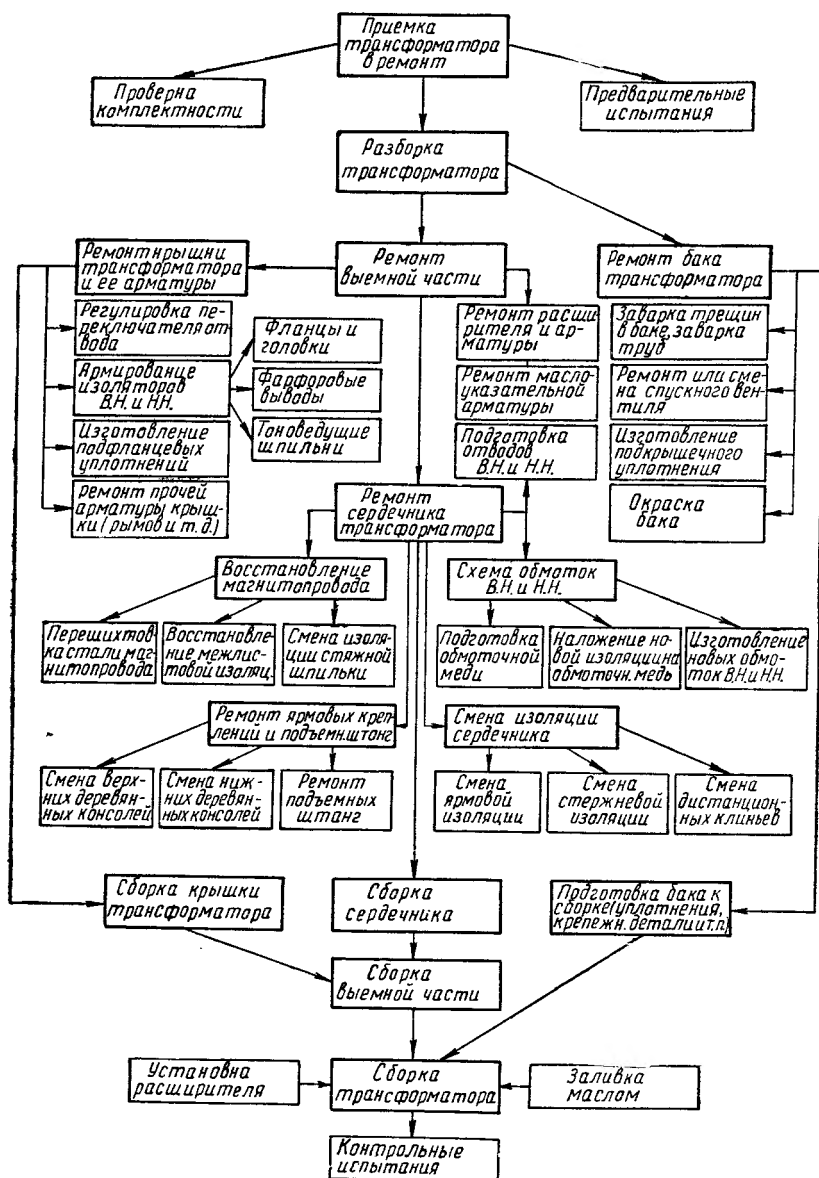 Приемка
трансформатора
в ремонт
Проверна
комплектности
Предварительные
испытания
Разборка
трансформатора
Ремонт крышни
трансформатора
и ее арматуры
Ремонт
выемной части
Ремонт бака
трансформатора
Регулировка пе-
реключателя от-
вода
Армирование
изоляторов
В.Н. и Н.Н.
Изготовление
подфланцевых
уплотнений
Ремонт прочей
арматуры крыш-
ки (рымов и т.д.)
Фланцы и
головки
Фарфоровые
выводы
Тоноведущие
шпильни
Ремонт расши-
рителя и ар-
матуры
Ремонт масло-
указательной
арматуры
Подготовка
отводов
В.Н. и Н.Н.
Заварка трещин
в баке, заварка
труб
Ремонт или сме-
на спускного вен-
тиля
Изготовление
подкрышечного
уплотнения
Окраска
бака
Ремонт
сердечника
трансформатора
Восстановление
магнитопровода
Схема обмоток
В.Н. и Н.Н.
Перешихтов-
ка стали маг-
нитопровода
Восстановле-
ние межлис-
товой изоляц.
Смена изоля-
ции стяжной
шпильки
Подготовка
обмоточной
меди
Наложение но-
вой изоляции на
обмоточн. медь
Изготовление
новых обмо-
ток В.Н. и Н.Н.
Ремонт ярмовых креп-
лений и подъемн. штанг
Смена изоляции
сердечника
Смена верх-
них деревян-
ных консолей
Смена ниж-
них деревян-
ных консолей
Ремонт
подъемных
штанг
Смена
ярмовой
изоляции
Смена
стержневой
изоляции
Смена
дистанцион-
ных клиньев
Сборка крышки
трансформатора
Сборка
сердечника
Подготовка бака к
сборке (уплотнения,
крепежн. детали и т.п.)
Сборка
выемной части
Установна
расширителя
Сборка
трансформатора
Заливка
маслом
Контрольные
испытания